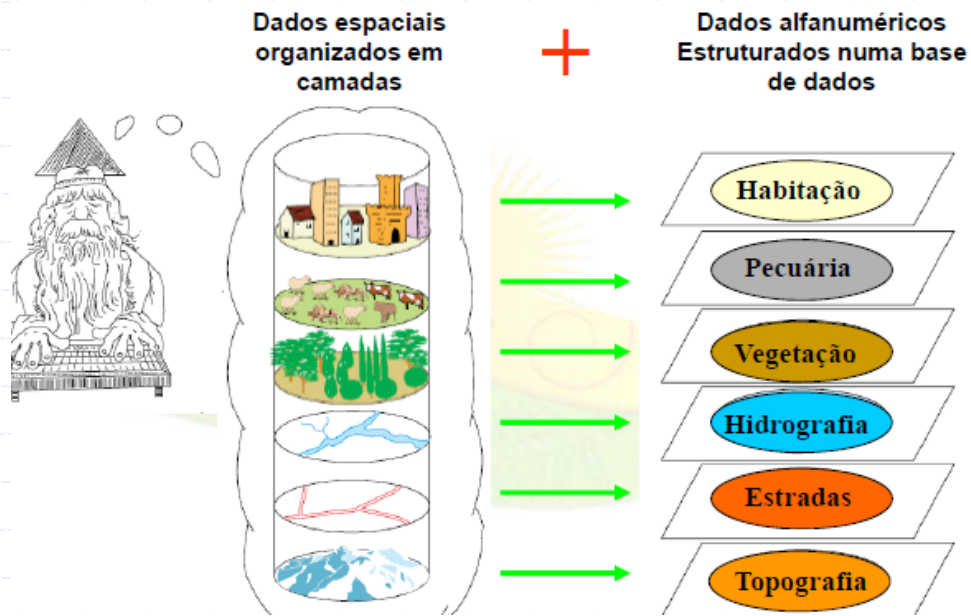 Dados espaciais
organizados em
camadas
+
Dados alfanuméricos
Estruturados numa base
de dados
Habitação
Pecuária
Vegetação
Hidrografia
Estradas
Topografia